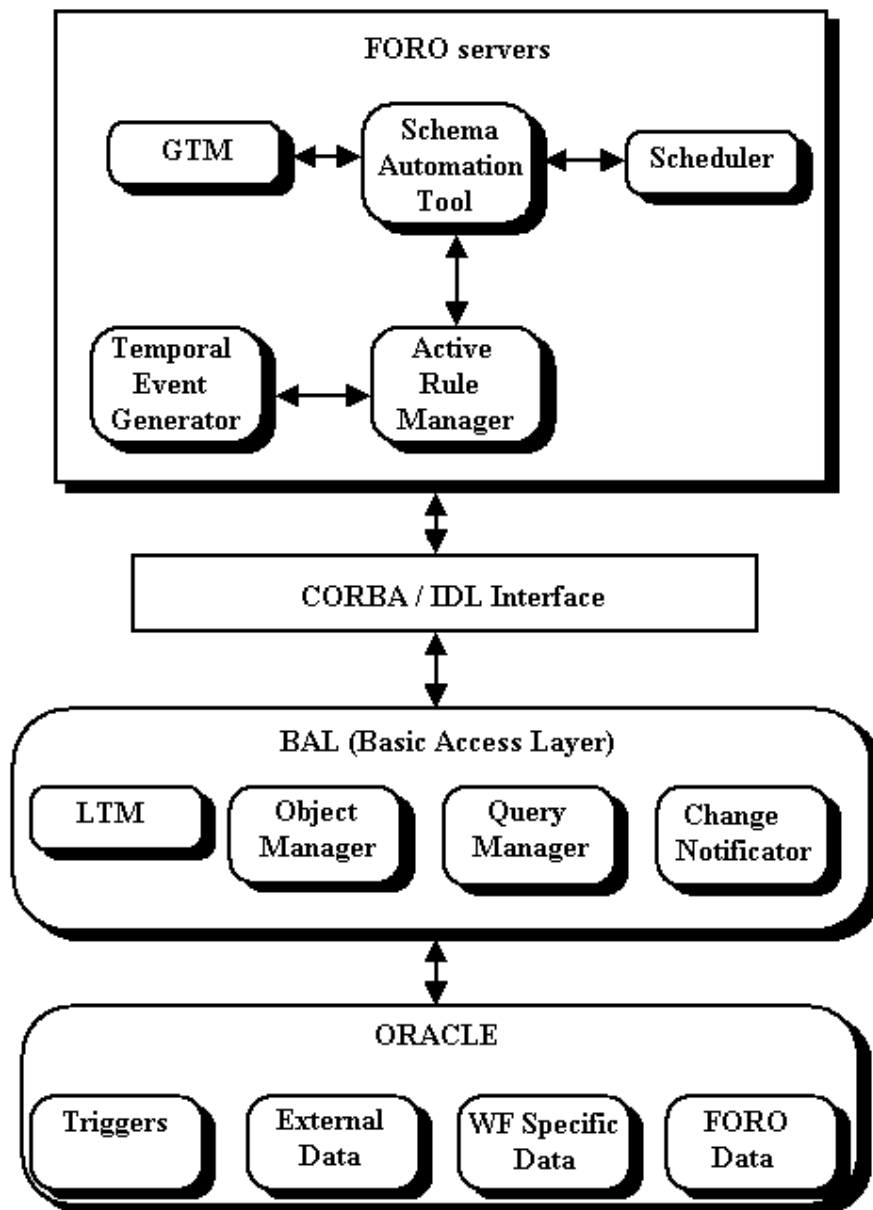 FORO servers
GTM
Schema
Automation
Tool
Scheduler
Temporal
Event
Generator
Active
Rule
Manager
CORBA / IDL Interface
BAL (Basic Access Layer)
LTM
Object
Manager
Query
Manager
Change
Notificator
ORACLE
Triggers
External
Data
WF Specific
Data
FORO
Data